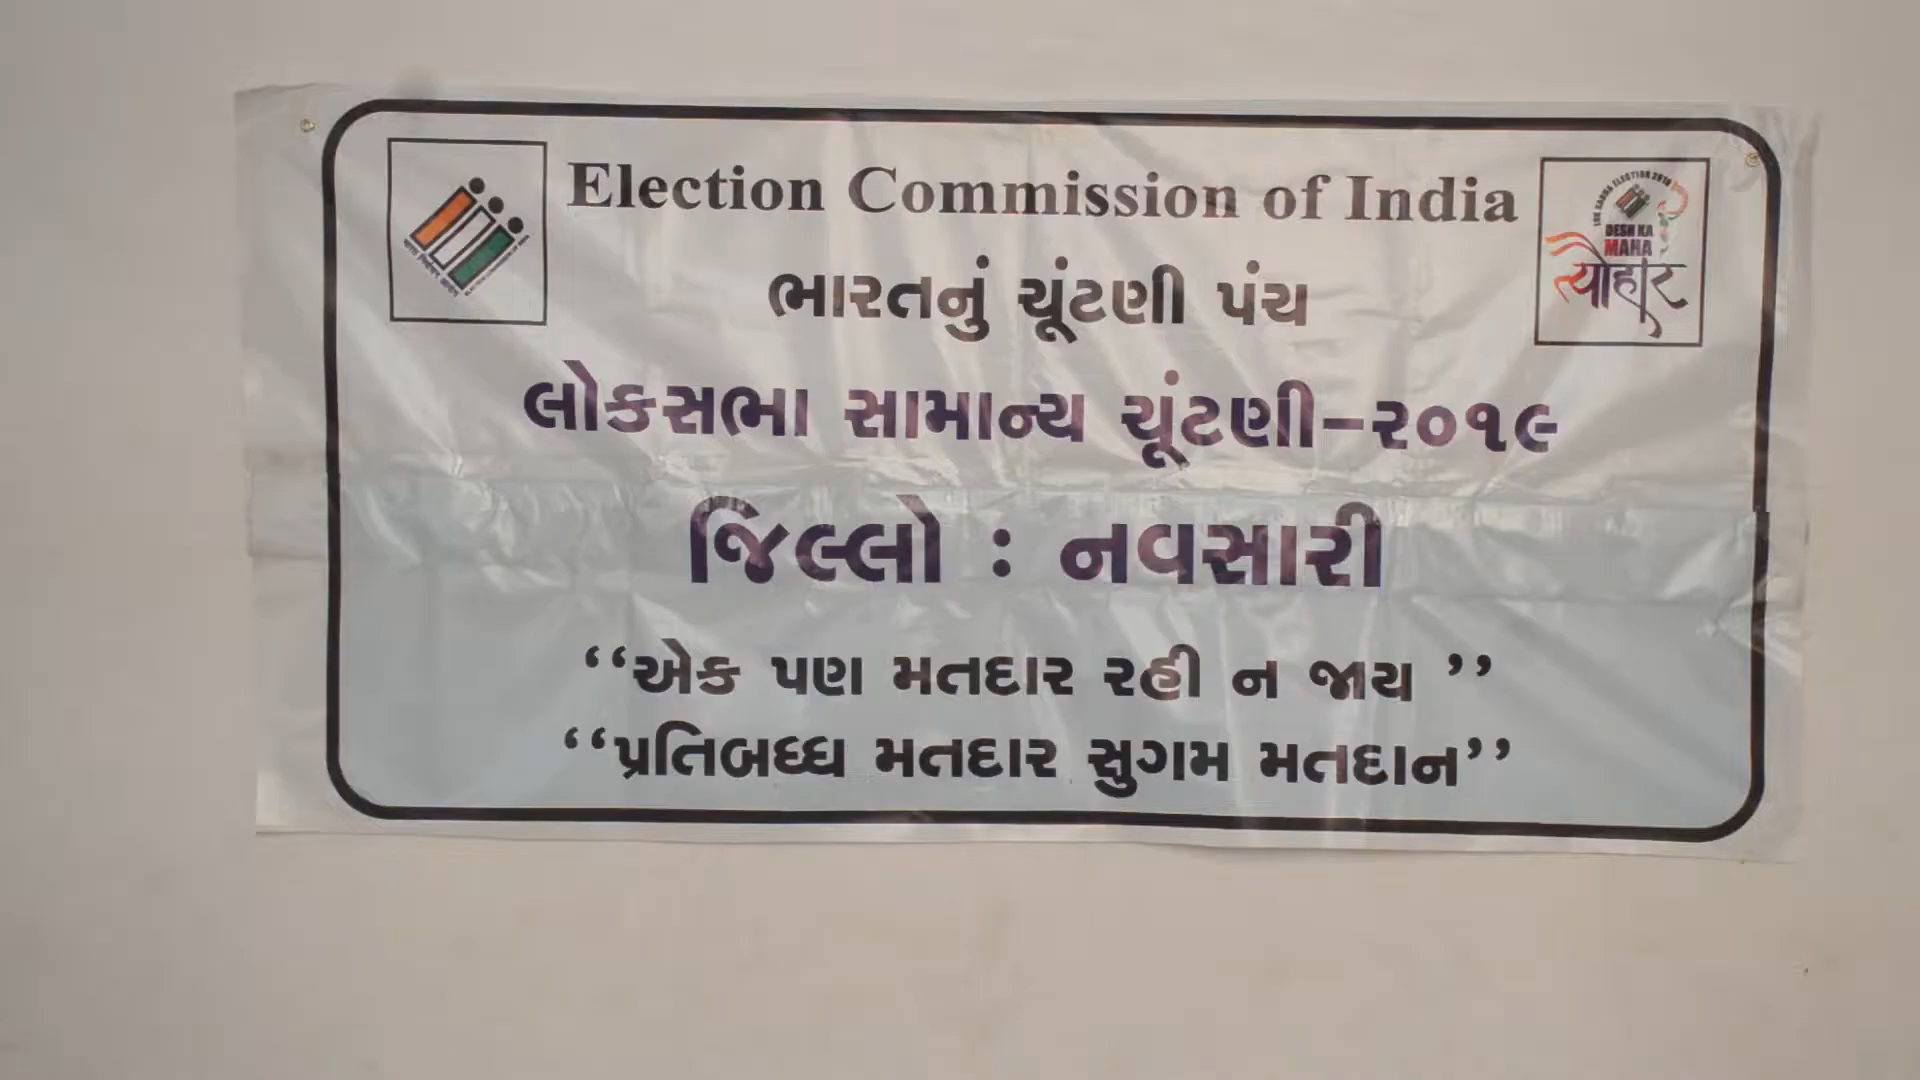 Election Commission of India
ભારતનું ચૂંટણી પંચ
લોકસભા સામાન્ય ચૂંટણી-૨૦૧૯
જિલ્લો : નવસારી
‘‘એક પણ મતદાર રહી ન જાય ’’
‘‘પ્રતિબધ્ધ મતદાર સુગમ મતદાન’’
DESH KA
MAHA
त्योहार